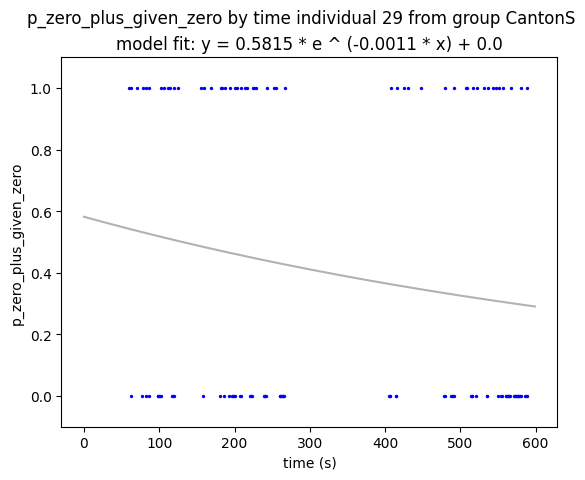 p_zero_plus_given_zero by time individual 29 from group CantonS
model fit: y = 0.5815 * e ^ (-0.0011 * x) + 0.0
1.0
0.8
0.6
0.4
0.2
0.0
p_zero_plus_given_zero
0 100 200 300 400 500 600
time (s)